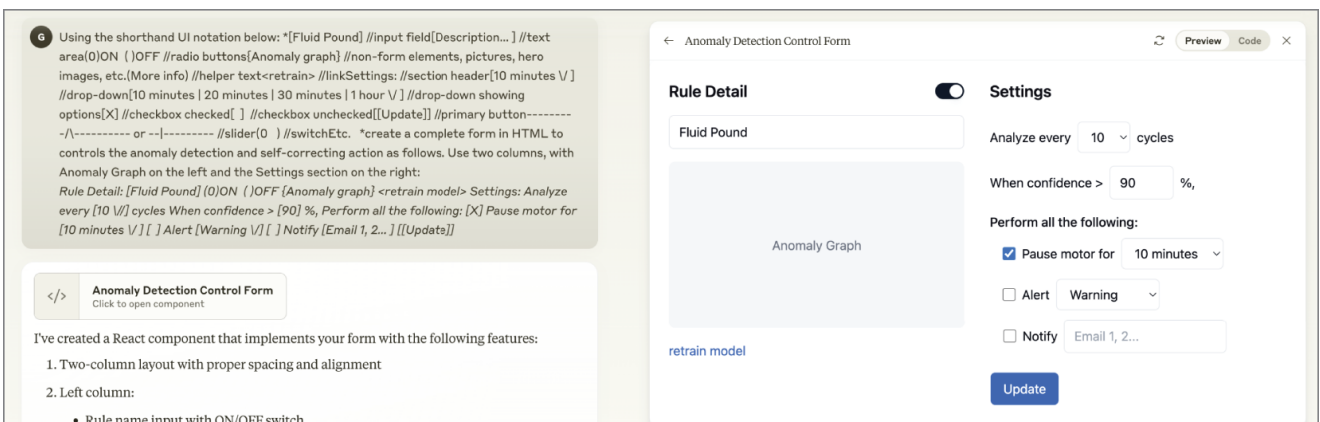 G
Using the shorthand UI notation below: *[Fluid Pound] //input field[Description... ] //text
area(0)ON ( )OFF //radio buttons{Anomaly graph} //non-form elements, pictures, hero
images, etc.(More info) //helper text<retrain> //linkSettings: //section header[10 minutes \/ ]
//drop-down[10 minutes | 20 minutes | 30 minutes | 1 hour \/ ] //drop-down showing
options[X] //checkbox checked[ ] //checkbox unchecked[[Update]] //primary button--------
-/\---------- or --|--------- //slider(0 ) //switchEtc. *create a complete form in HTML to
controls the anomaly detection and self-correcting action as follows. Use two columns, with
Anomaly Graph on the left and the Settings section on the right:
Rule Detail: [Fluid Pound] (0)ON ( )OFF {Anomaly graph} <retrain model> Settings: Analyze
every [10 \//] cycles When confidence > [90] %, Perform all the following: [X] Pause motor for
[10 minutes \/ ] [ ] Alert [Warning \/] [ ] Notify [Email 1, 2... ] [[Update]]
</>
Anomaly Detection Control Form
Click to open component
I've created a React component that implements your form with the following features:
1. Two-column layout with proper spacing and alignment
2. Left column:
• Rule name input with ON/OFF switch
← Anomaly Detection Control Form
Preview Code ×
Rule Detail
Fluid Pound
Anomaly Graph
retrain model
Settings
Analyze every 10 cycles
When confidence > 90 %,
Perform all the following:
Pause motor for 10 minutes
Alert Warning
Notify Email 1, 2...
Update